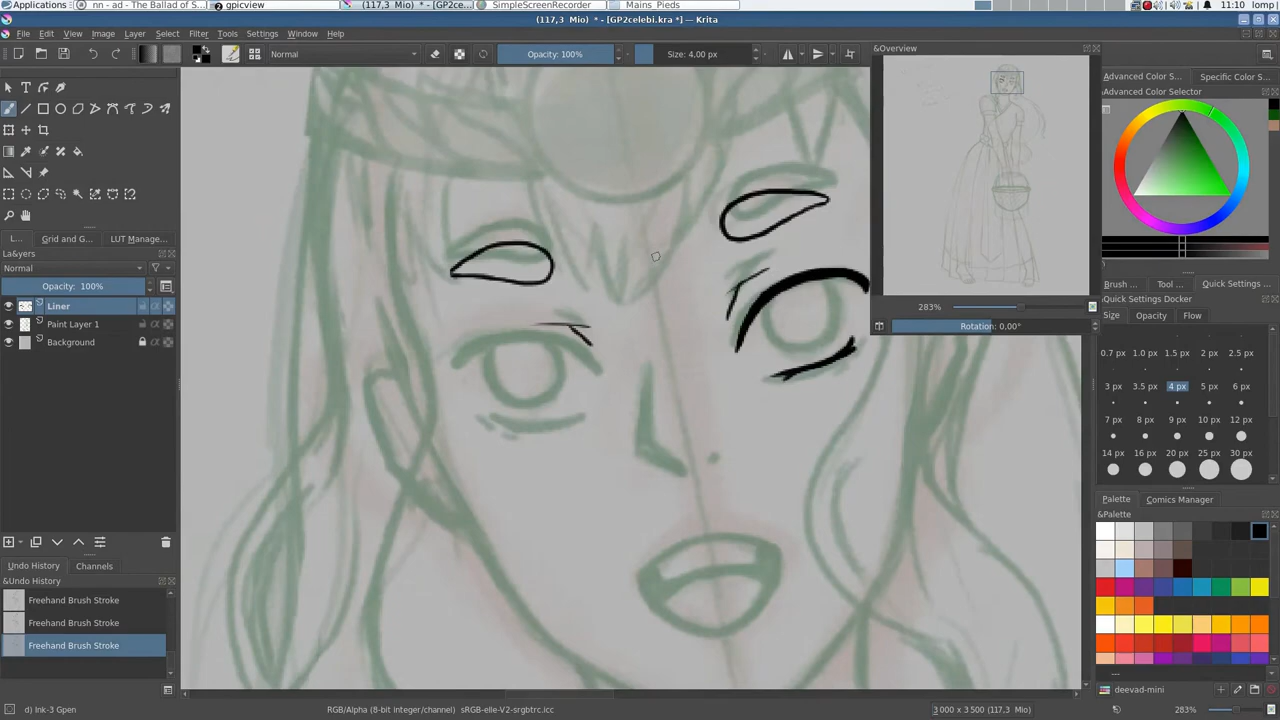 Applications
nn - ad - The Ballad of S...
gpicview
(117,3 Mio) * - [GP2ce...
SimpleScreenRecorder
Mains_Pieds
11:10
lomp
(117,3 Mio) * - [GP2celebi.kra *] — Krita
File Edit View Image Layer Select Filter Tools Settings Window Help
Normal
Opacity: 100%
Size: 4.00 px
&Overview
283%
Rotation: 0.00°
Advanced Color S... Specific Color S...
Advanced Color Selector
L... Grid and G... LUT Manage...
La&yers
Normal
Opacity: 100%
Liner
Paint Layer 1
Background
Brush ... Tool ... Quick Settings ...
Quick Settings Docker
Size Opacity Flow
0.7 px 1 px 1.5 px 2 px 2.5 px
3 px 3.5 px 4 px 5 px 6 px
7 px 8 px 9 px 10 px 12 px
14 px 16 px 20 px 25 px 30 px
Palette Comics Manager
&Palette
---
deevad-mini
Undo History Channels
&Undo History
Freehand Brush Stroke
Freehand Brush Stroke
Freehand Brush Stroke
d) Ink-3 Gpen
RGB/Alpha (8-bit integer/channel) sRGB-elle-V2-srgbtrc.icc
3 000 x 3 500 (117,3 Mio)
283%